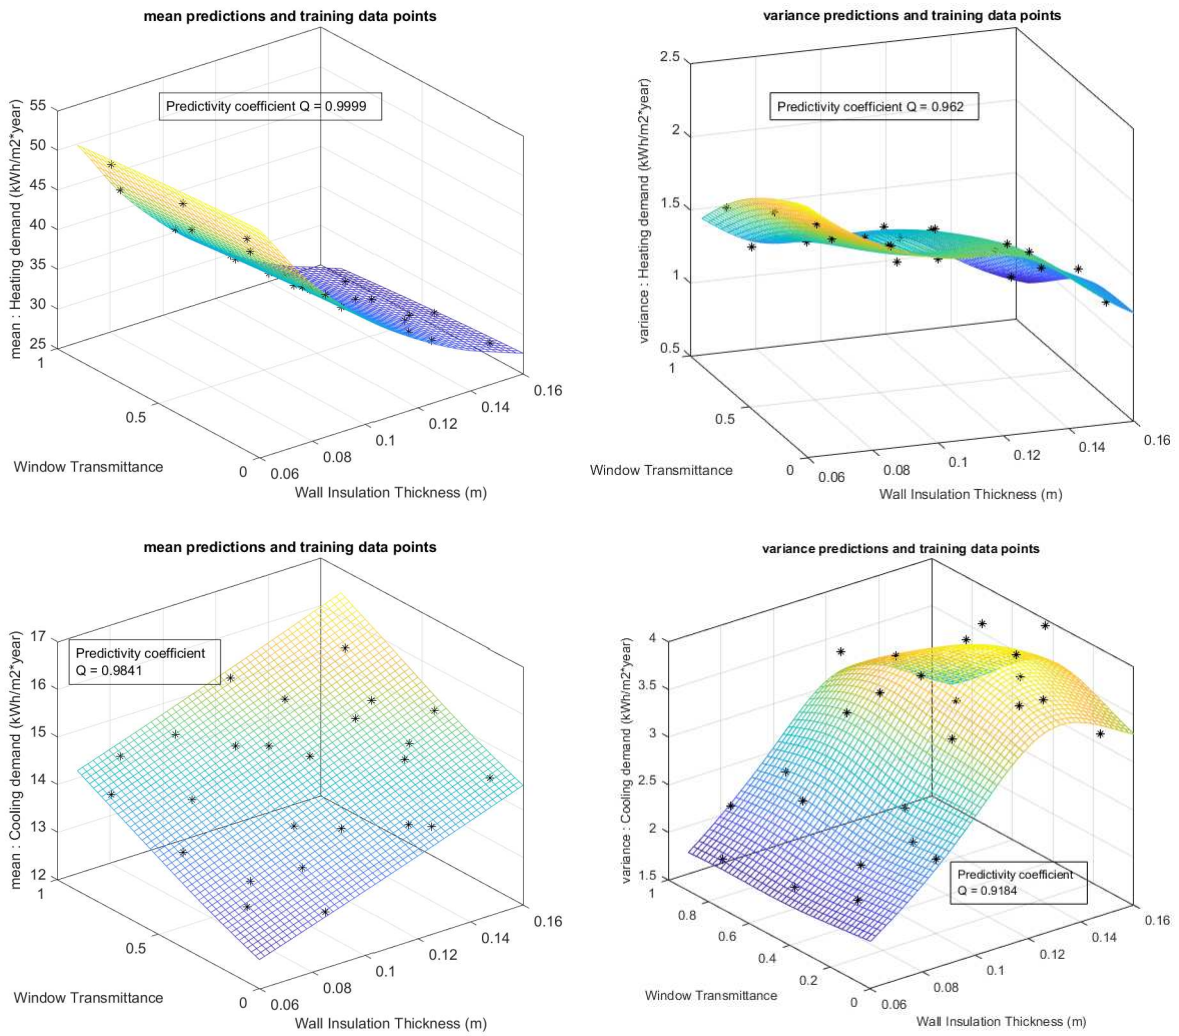 mean predictions and training data points
Predictivity coefficient Q = 0.9999
mean : Heating demand (kWh/m2*year)
55
50
45
40
35
30
25
1
0.5
0
Window Transmittance
0.06
0.08
0.1
0.12
0.14
0.16
Wall Insulation Thickness (m)
variance predictions and training data points
Predictivity coefficient Q = 0.962
variance : Heating demand (kWh/m2*year)
2.5
2
1.5
1
0.5
1
0.5
0
Window Transmittance
0.06
0.08
0.1
0.12
0.14
0.16
Wall Insulation Thickness (m)
mean predictions and training data points
Predictivity coefficient
Q = 0.9841
mean : Cooling demand (kWh/m2*year)
17
16
15
14
13
12
1
0.5
0
Window Transmittance
0.06
0.08
0.1
0.12
0.14
0.16
Wall Insulation Thickness (m)
variance predictions and training data points
variance : Cooling demand (kWh/m2*year)
4
3.5
3
2.5
2
1.5
1
0.8
0.6
0.4
0.2
0
Window Transmittance
Predictivity coefficient
Q = 0.9184
0.06
0.08
0.1
0.12
0.14
0.16
Wall Insulation Thickness (m)